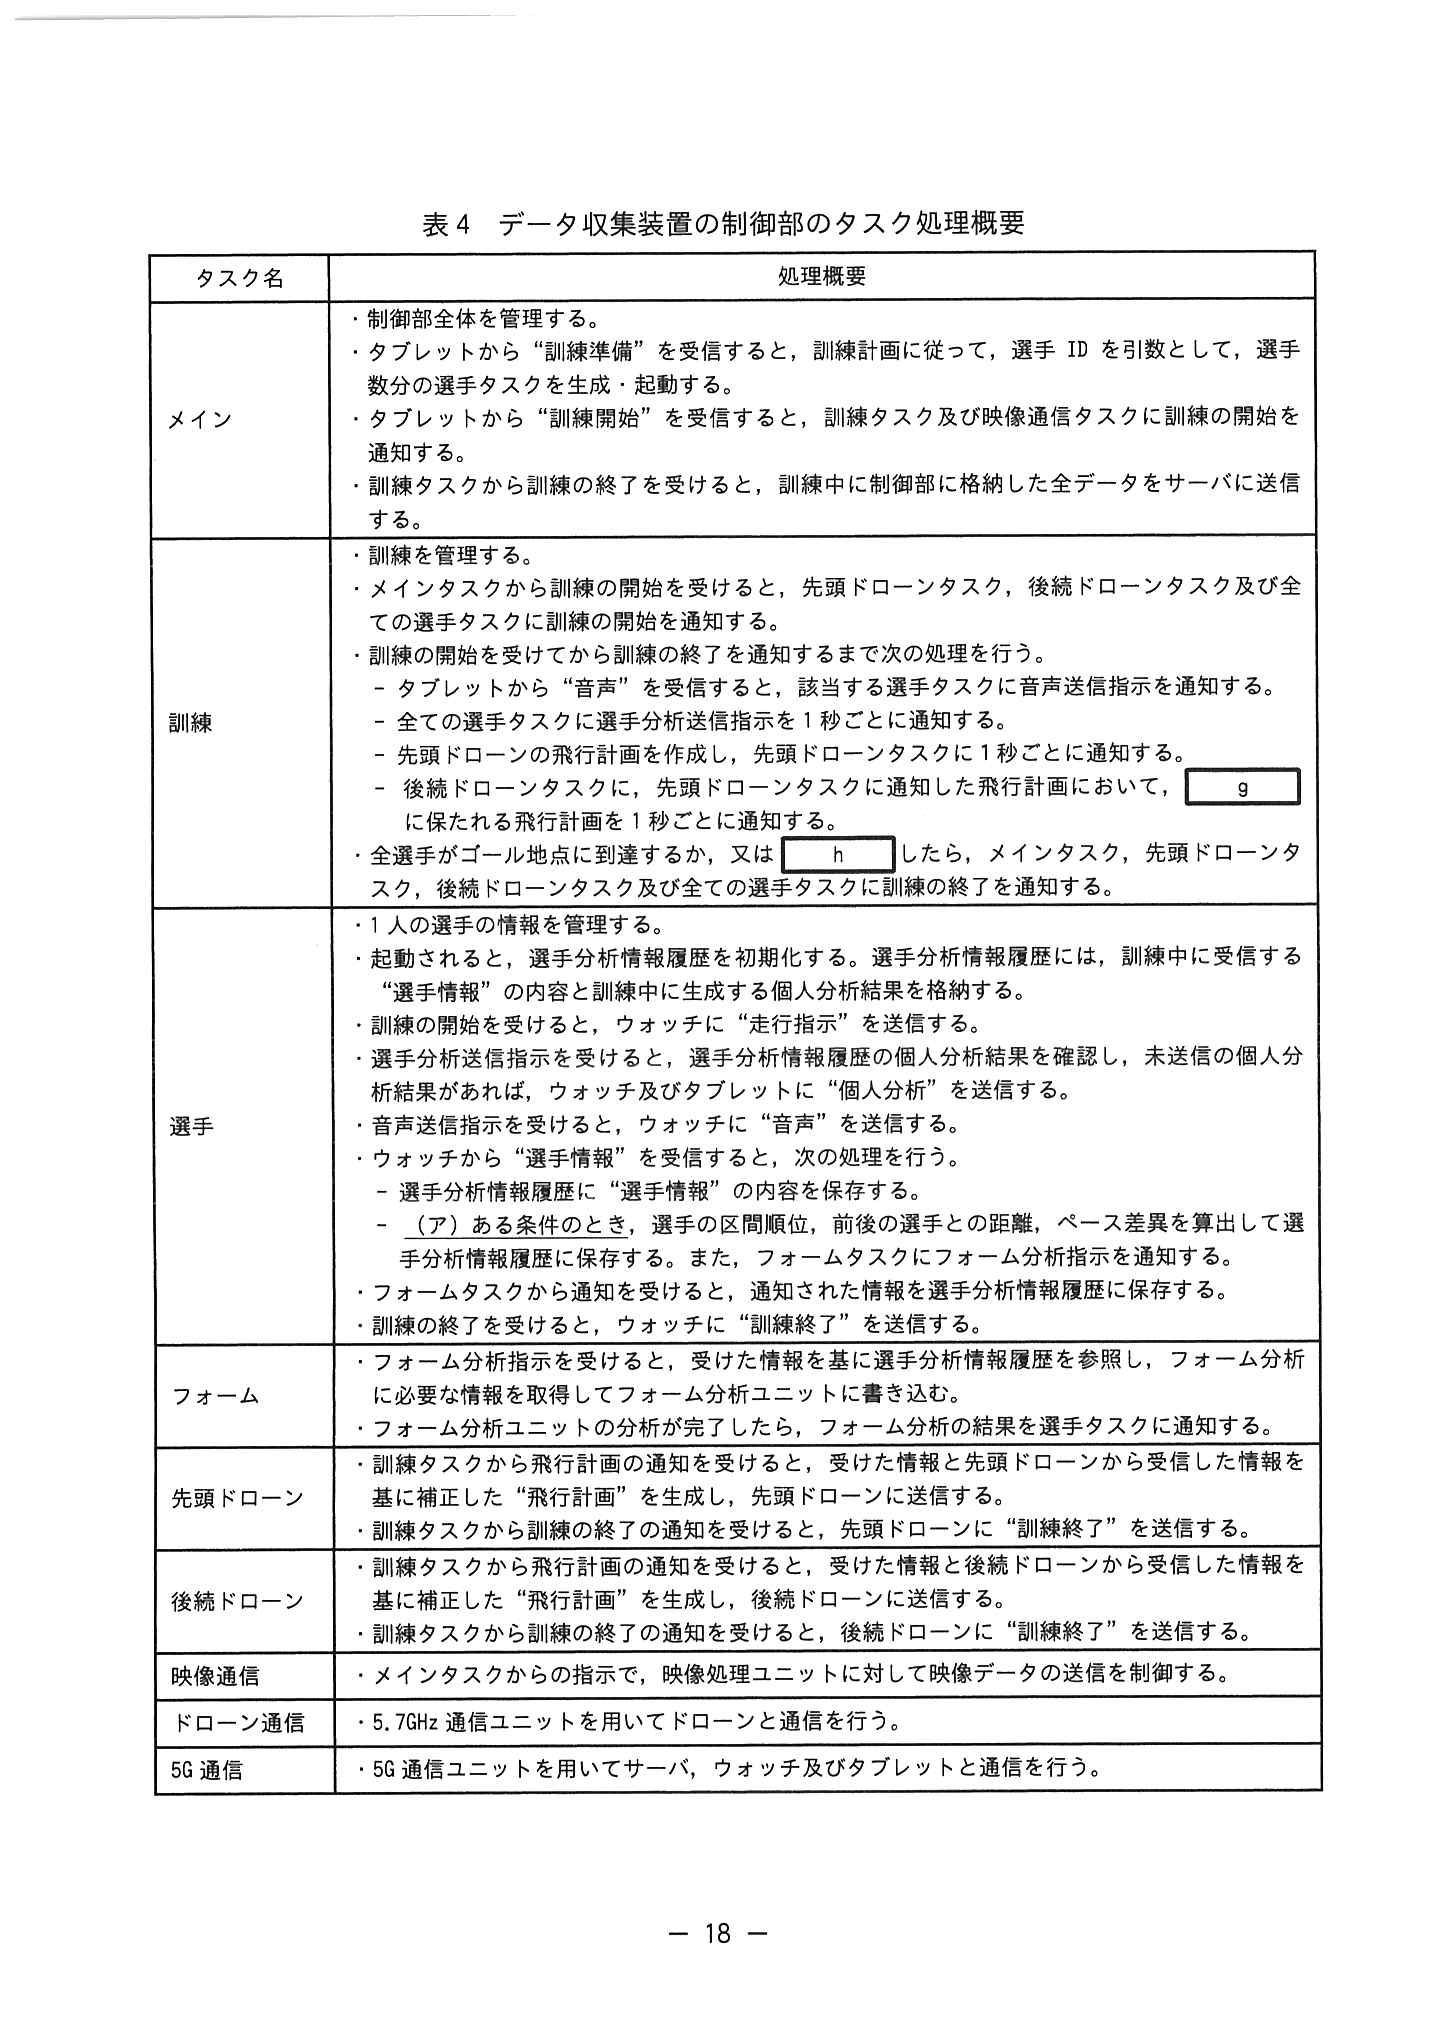 表4　データ収集装置の制御部のタスク処理概要
タスク名
処理概要
メイン
・制御部全体を管理する。
・タブレットから“訓練準備”を受信すると，訓練計画に従って，選手 ID を引数として，選手
数分の選手タスクを生成・起動する。
・タブレットから“訓練開始”を受信すると，訓練タスク及び映像通信タスクに訓練の開始を
通知する。
・訓練タスクから訓練の終了を受けると，訓練中に制御部に格納した全データをサーバに送信
する。
訓練
・訓練を管理する。
・メインタスクから訓練の開始を受けると，先頭ドローンタスク，後続ドローンタスク及び全
ての選手タスクに訓練の開始を通知する。
・訓練の開始を受けてから訓練の終了を通知するまで次の処理を行う。
- タブレットから“音声”を受信すると，該当する選手タスクに音声送信指示を通知する。
- 全ての選手タスクに選手分析送信指示を1秒ごとに通知する。
- 先頭ドローンの飛行計画を作成し，先頭ドローンタスクに1秒ごとに通知する。
- 後続ドローンタスクに，先頭ドローンタスクに通知した飛行計画において， g
に保たれる飛行計画を1秒ごとに通知する。
・全選手がゴール地点に到達するか，又は h したら，メインタスク，先頭ドローンタ
スク，後続ドローンタスク及び全ての選手タスクに訓練の終了を通知する。
選手
・1人の選手の情報を管理する。
・起動されると，選手分析情報履歴を初期化する。選手分析情報履歴には，訓練中に受信する
“選手情報”の内容と訓練中に生成する個人分析結果を格納する。
・訓練の開始を受けると，ウォッチに“走行指示”を送信する。
・選手分析送信指示を受けると，選手分析情報履歴の個人分析結果を確認し，未送信の個人分
析結果があれば，ウォッチ及びタブレットに“個人分析”を送信する。
・音声送信指示を受けると，ウォッチに“音声”を送信する。
・ウォッチから“選手情報”を受信すると，次の処理を行う。
- 選手分析情報履歴に“選手情報”の内容を保存する。
- （ア）ある条件のとき，選手の区間順位，前後の選手との距離，ペース差異を算出して選
手分析情報履歴に保存する。また，フォームタスクにフォーム分析指示を通知する。
・フォームタスクから通知を受けると，通知された情報を選手分析情報履歴に保存する。
・訓練の終了を受けると，ウォッチに“訓練終了”を送信する。
フォーム
・フォーム分析指示を受けると，受けた情報を基に選手分析情報履歴を参照し，フォーム分析
に必要な情報を取得してフォーム分析ユニットに書き込む。
・フォーム分析ユニットの分析が完了したら，フォーム分析の結果を選手タスクに通知する。
先頭ドローン
・訓練タスクから飛行計画の通知を受けると，受けた情報と先頭ドローンから受信した情報を
基に補正した“飛行計画”を生成し，先頭ドローンに送信する。
・訓練タスクから訓練の終了の通知を受けると，先頭ドローンに“訓練終了”を送信する。
後続ドローン
・訓練タスクから飛行計画の通知を受けると，受けた情報と後続ドローンから受信した情報を
基に補正した“飛行計画”を生成し，後続ドローンに送信する。
・訓練タスクから訓練の終了の通知を受けると，後続ドローンに“訓練終了”を送信する。
映像通信
・メインタスクからの指示で，映像処理ユニットに対して映像データの送信を制御する。
ドローン通信
・5.7GHz 通信ユニットを用いてドローンと通信を行う。
5G 通信
・5G 通信ユニットを用いてサーバ，ウォッチ及びタブレットと通信を行う。
― 18 ―